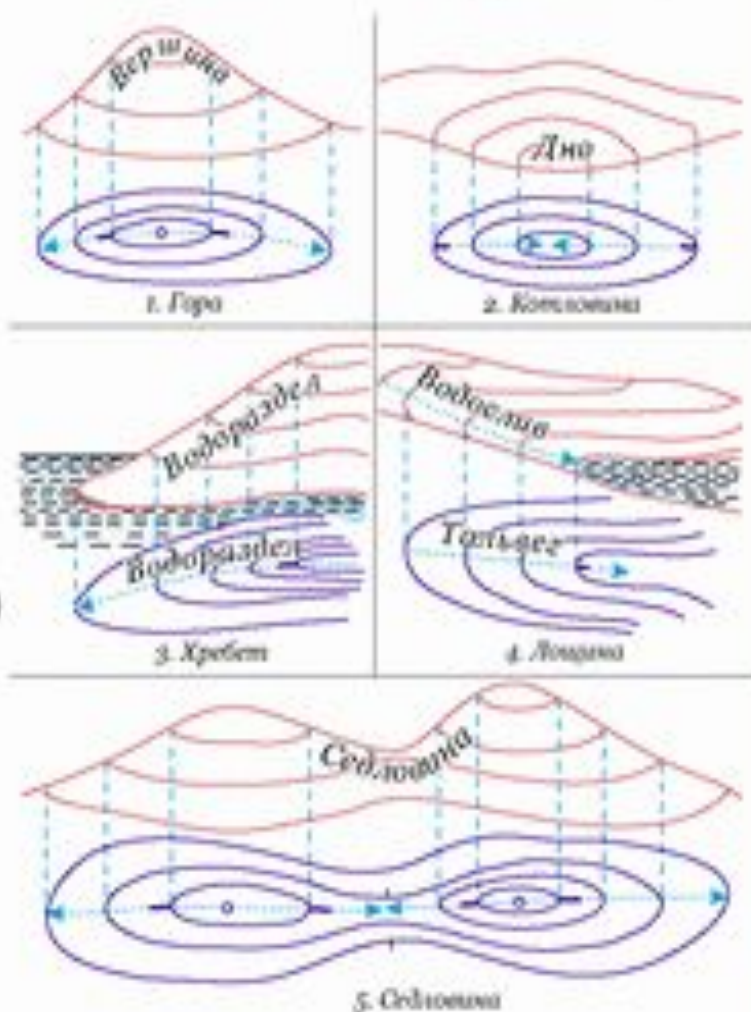 Вершина
1. Гора
Дно
2. Котловина
Водораздел
Водораздел
3. Хребет
Водослив
Тальвег
4. Лощина
Седловина
5. Седловина